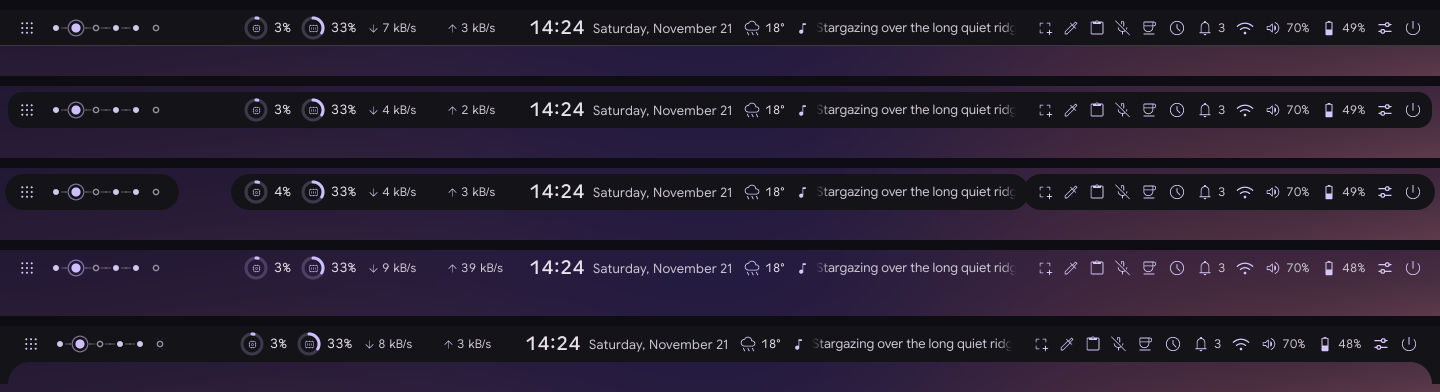 3% 33% ↓ 7 kB/s ↑ 3 kB/s 14:24 Saturday, November 21 18° Stargazing over the long quiet ridg 3 70% 49%
3% 33% ↓ 4 kB/s ↑ 2 kB/s 14:24 Saturday, November 21 18° Stargazing over the long quiet ridg 3 70% 49%
4% 33% ↓ 4 kB/s ↑ 3 kB/s 14:24 Saturday, November 21 18° Stargazing over the long quiet ridg 3 70% 49%
3% 33% ↓ 9 kB/s ↑ 39 kB/s 14:24 Saturday, November 21 18° Stargazing over the long quiet ridg 3 70% 48%
3% 33% ↓ 8 kB/s ↑ 3 kB/s 14:24 Saturday, November 21 18° Stargazing over the long quiet ridg 3 70% 48%